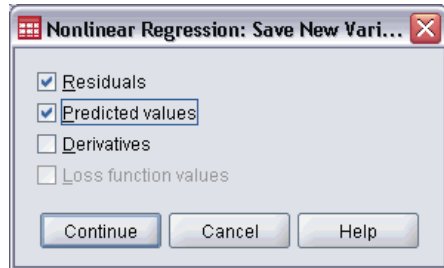 Nonlinear Regression: Save New Vari...
Residuals
Predicted values
Derivatives
Loss function values
Continue Cancel Help